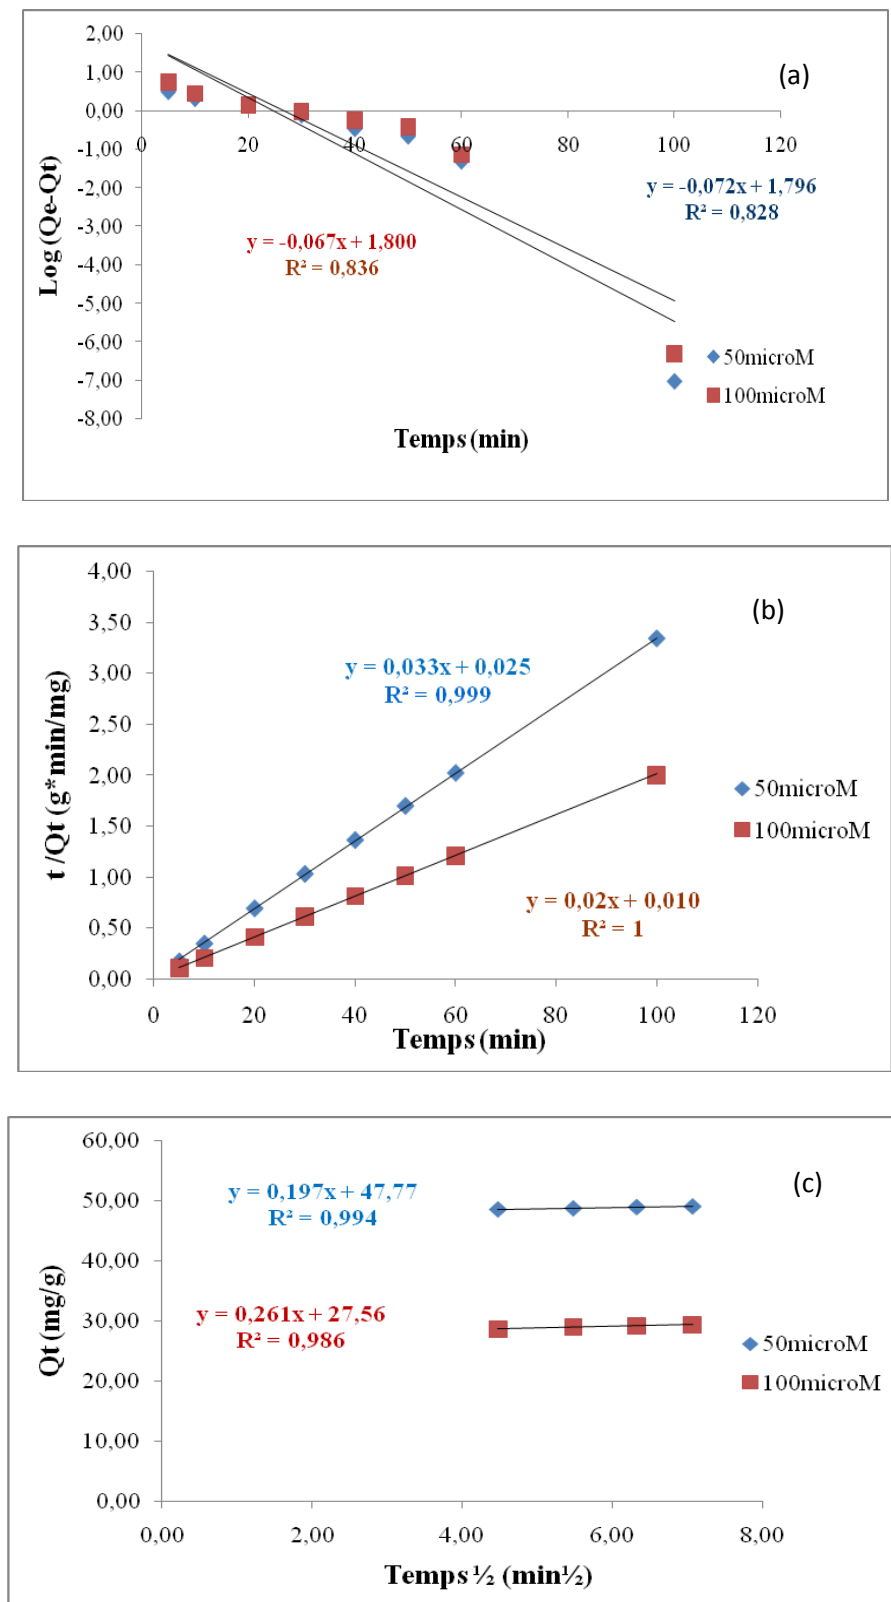 2,00
1,00
0,00
-1,00
-2,00
-3,00
-4,00
-5,00
-6,00
-7,00
-8,00
Log (Qe-Qt)
0
20
40
60
80
100
120
(a)
y = -0,072x + 1,796
R² = 0,828
y = -0,067x + 1,800
R² = 0,836
50microM
100microM
Temps (min)
4,00
3,50
3,00
2,50
2,00
1,50
1,00
0,50
0,00
t /Qt (g*min/mg)
(b)
y = 0,033x + 0,025
R² = 0,999
50microM
100microM
y = 0,02x + 0,010
R² = 1
0
20
40
60
80
100
120
Temps (min)
60,00
50,00
40,00
30,00
20,00
10,00
0,00
Qt (mg/g)
(c)
y = 0,197x + 47,77
R² = 0,994
y = 0,261x + 27,56
R² = 0,986
50microM
100microM
0,00
2,00
4,00
6,00
8,00
Temps ½ (min½)